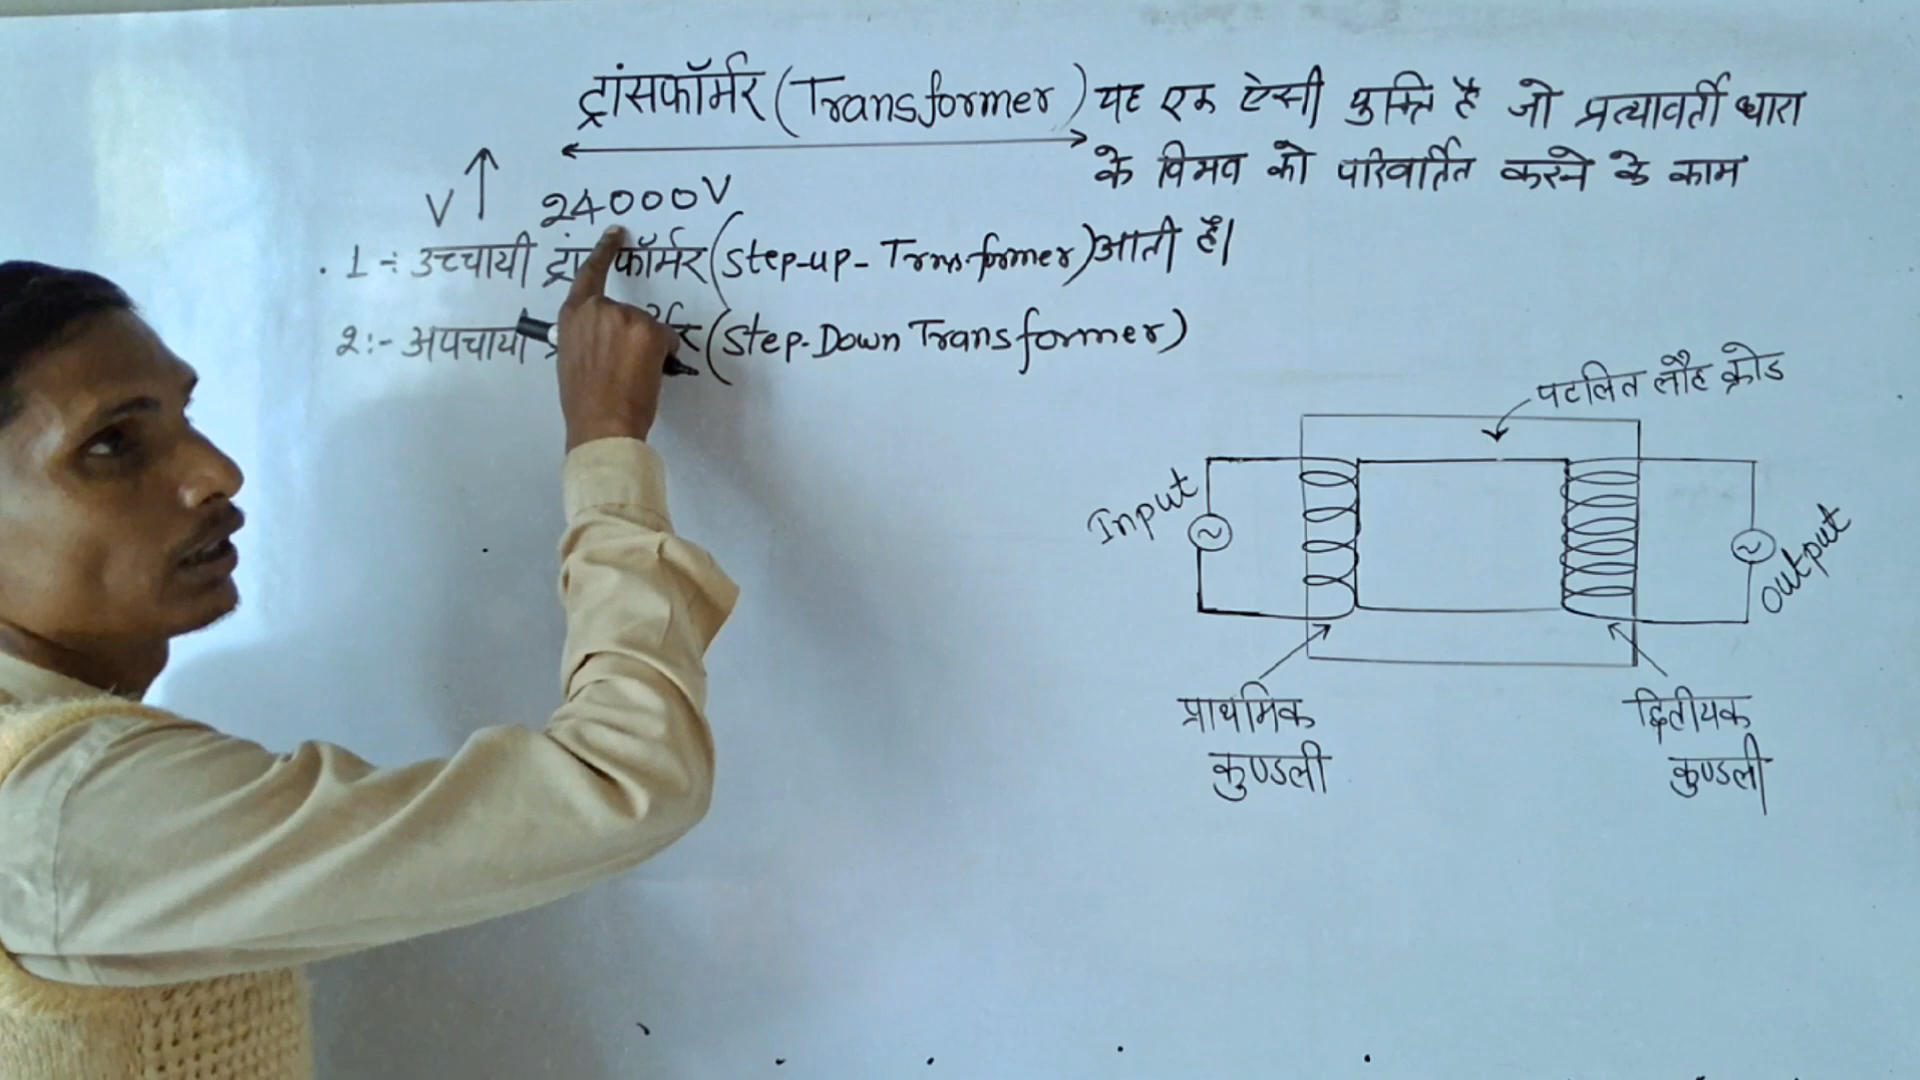 ट्रांसफॉर्मर (Transformer) यह एक ऐसी युक्ति है जो प्रत्यावर्ती धारा
के विभव को परिवर्तित करने के काम
V ↑ 24000V
1 :- उच्चायी ट्रांसफॉर्मर (Step-up- Transformer) आती है।
2:- अपचायी (Step-Down Transformer)
पटलित लौह क्रोड
Input
output
प्राथमिक
कुण्डली
द्वितीयक
कुण्डली